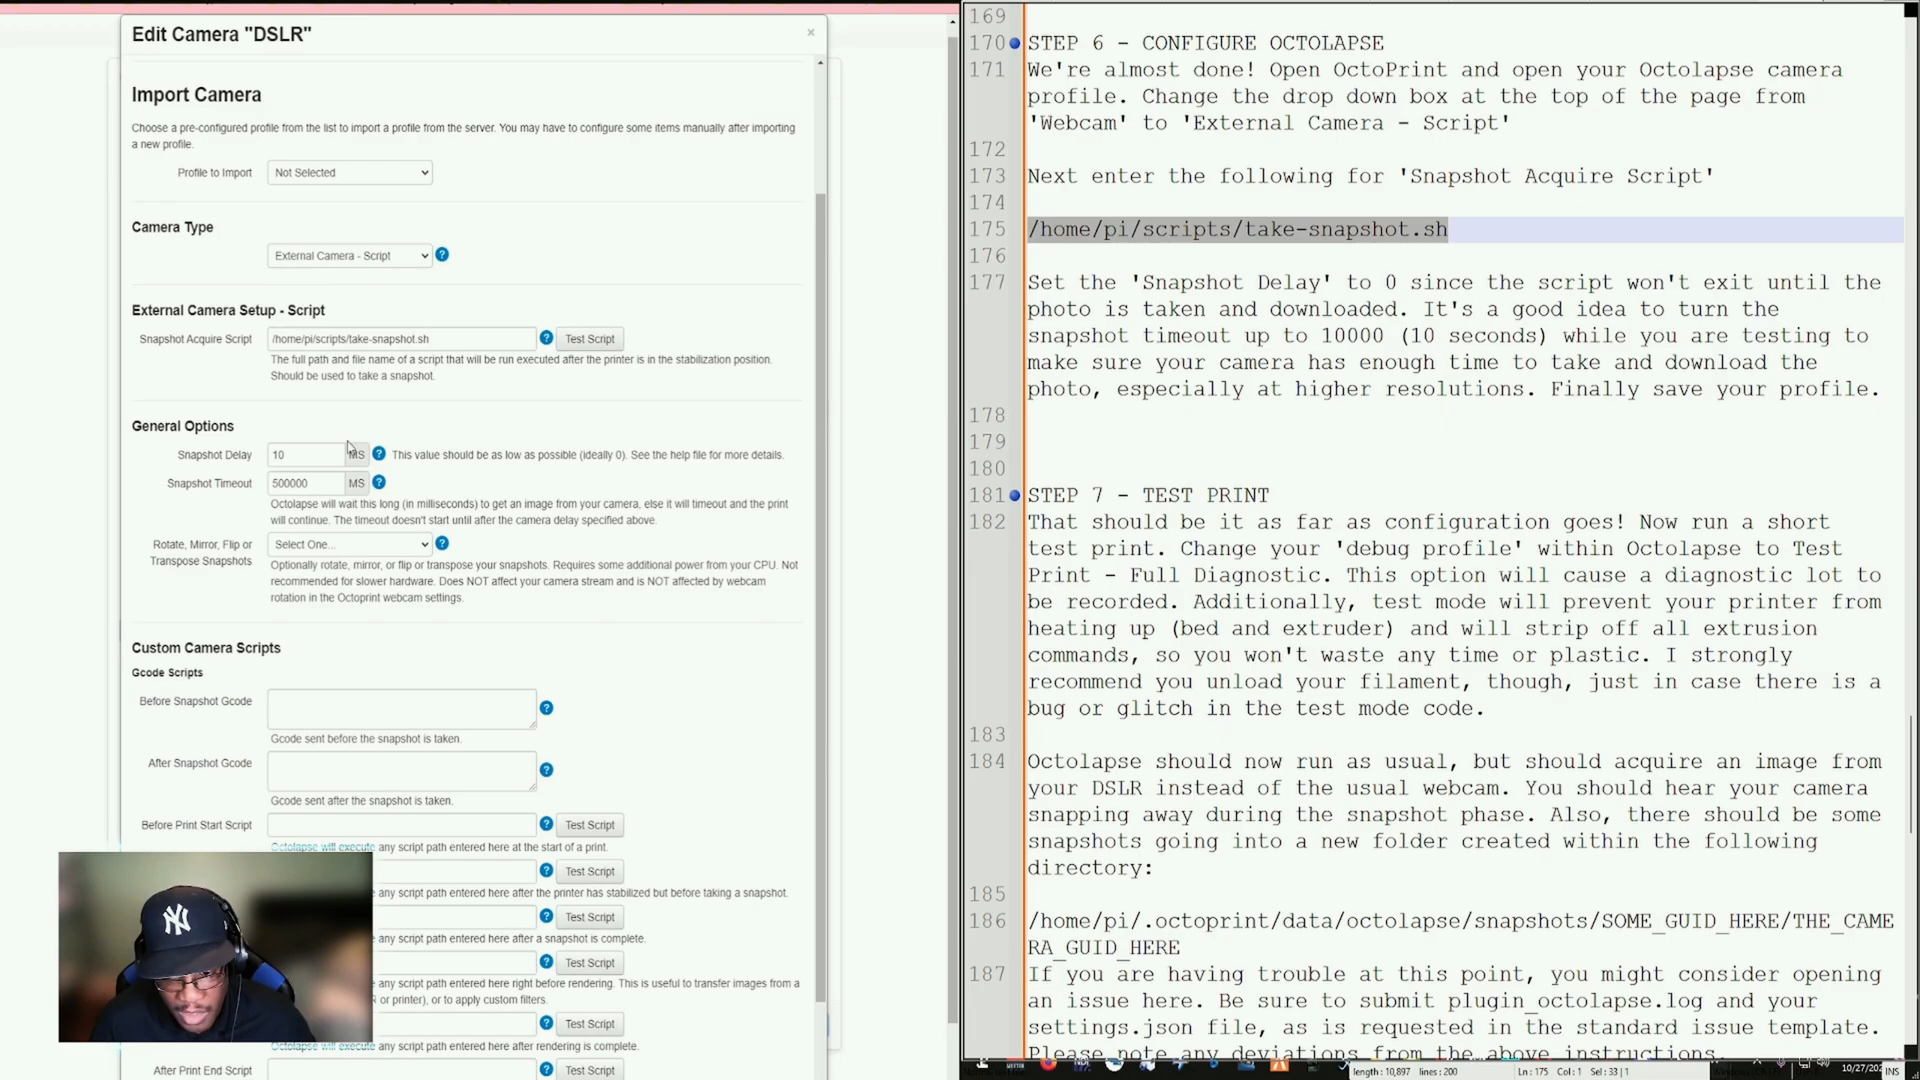 Edit Camera "DSLR"
×
Import Camera
Choose a pre-configured profile from the list to import a profile from the server. You may have to configure some items manually after importing
a new profile.
Profile to Import
Not Selected
Camera Type
External Camera - Script
?
External Camera Setup - Script
Snapshot Acquire Script
/home/pi/scripts/take-snapshot.sh
?
Test Script
The full path and file name of a script that will be run executed after the printer is in the stabilization position.
Should be used to take a snapshot.
General Options
Snapshot Delay
10
MS
?
This value should be as low as possible (ideally 0). See the help file for more details.
Snapshot Timeout
500000
MS
?
Octolapse will wait this long (in milliseconds) to get an image from your camera, else it will timeout and the print
will continue. The timeout doesn't start until after the camera delay specified above.
Rotate, Mirror, Flip or
Transpose Snapshots
Select One...
?
Optionally rotate, mirror, or flip or transpose your snapshots. Requires some additional power from your CPU. Not
recommended for slower hardware. Does NOT affect your camera stream and is NOT affected by webcam
rotation in the Octoprint webcam settings.
Custom Camera Scripts
Gcode Scripts
Before Snapshot Gcode
?
Gcode sent before the snapshot is taken.
After Snapshot Gcode
?
Gcode sent after the snapshot is taken.
Before Print Start Script
?
Test Script
Octolapse will execute any script path entered here at the start of a print.
?
Test Script
any script path entered here after the printer has stabilized but before taking a snapshot.
?
Test Script
any script path entered here after a snapshot is complete.
?
Test Script
any script path entered here right before rendering. This is useful to transfer images from a
or printer), or to apply custom filters.
?
Test Script
Octolapse will execute any script path entered here after rendering is complete.
After Print End Script
?
Test Script
NY
169
170 STEP 6 - CONFIGURE OCTOLAPSE
171 We're almost done! Open OctoPrint and open your Octolapse camera
profile. Change the drop down box at the top of the page from
'Webcam' to 'External Camera - Script'
172
173 Next enter the following for 'Snapshot Acquire Script'
174
175 /home/pi/scripts/take-snapshot.sh
176
177 Set the 'Snapshot Delay' to 0 since the script won't exit until the
photo is taken and downloaded. It's a good idea to turn the
snapshot timeout up to 10000 (10 seconds) while you are testing to
make sure your camera has enough time to take and download the
photo, especially at higher resolutions. Finally save your profile.
178
179
180
181 STEP 7 - TEST PRINT
182 That should be it as far as configuration goes! Now run a short
test print. Change your 'debug profile' within Octolapse to Test
Print - Full Diagnostic. This option will cause a diagnostic lot to
be recorded. Additionally, test mode will prevent your printer from
heating up (bed and extruder) and will strip off all extrusion
commands, so you won't waste any time or plastic. I strongly
recommend you unload your filament, though, just in case there is a
bug or glitch in the test mode code.
183
184 Octolapse should now run as usual, but should acquire an image from
your DSLR instead of the usual webcam. You should hear your camera
snapping away during the snapshot phase. Also, there should be some
snapshots going into a new folder created within the following
directory:
185
186 /home/pi/.octoprint/data/octolapse/snapshots/SOME_GUID_HERE/THE_CAME
RA_GUID_HERE
187 If you are having trouble at this point, you might consider opening
an issue here. Be sure to submit plugin_octolapse.log and your
settings.json file, as is requested in the standard issue template.
Please note any deviations from the above instructions.
length : 10,897 lines : 200
Ln : 175 Col : 1 Sel : 33 | 1
10/27/202
INS